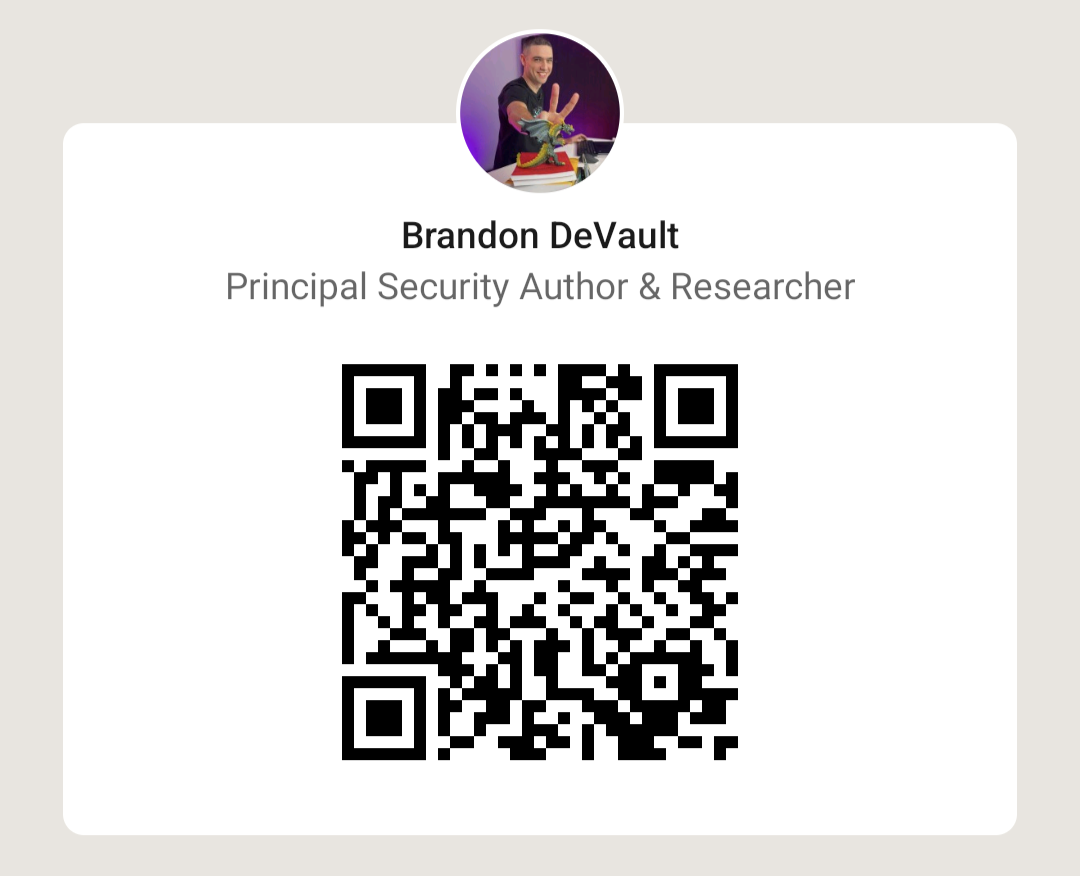 Brandon DeVault
Principal Security Author & Researcher